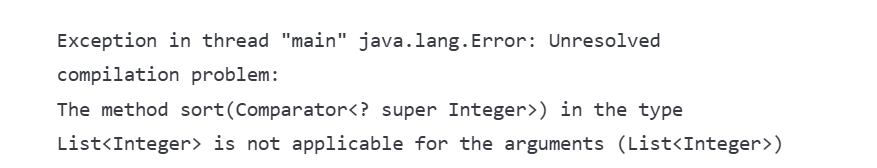 Exception in thread "main" java.lang.Error: Unresolved
compilation problem:
The method sort(Comparator<? super Integer>) in the type
List<Integer> is not applicable for the arguments (List<Integer>)